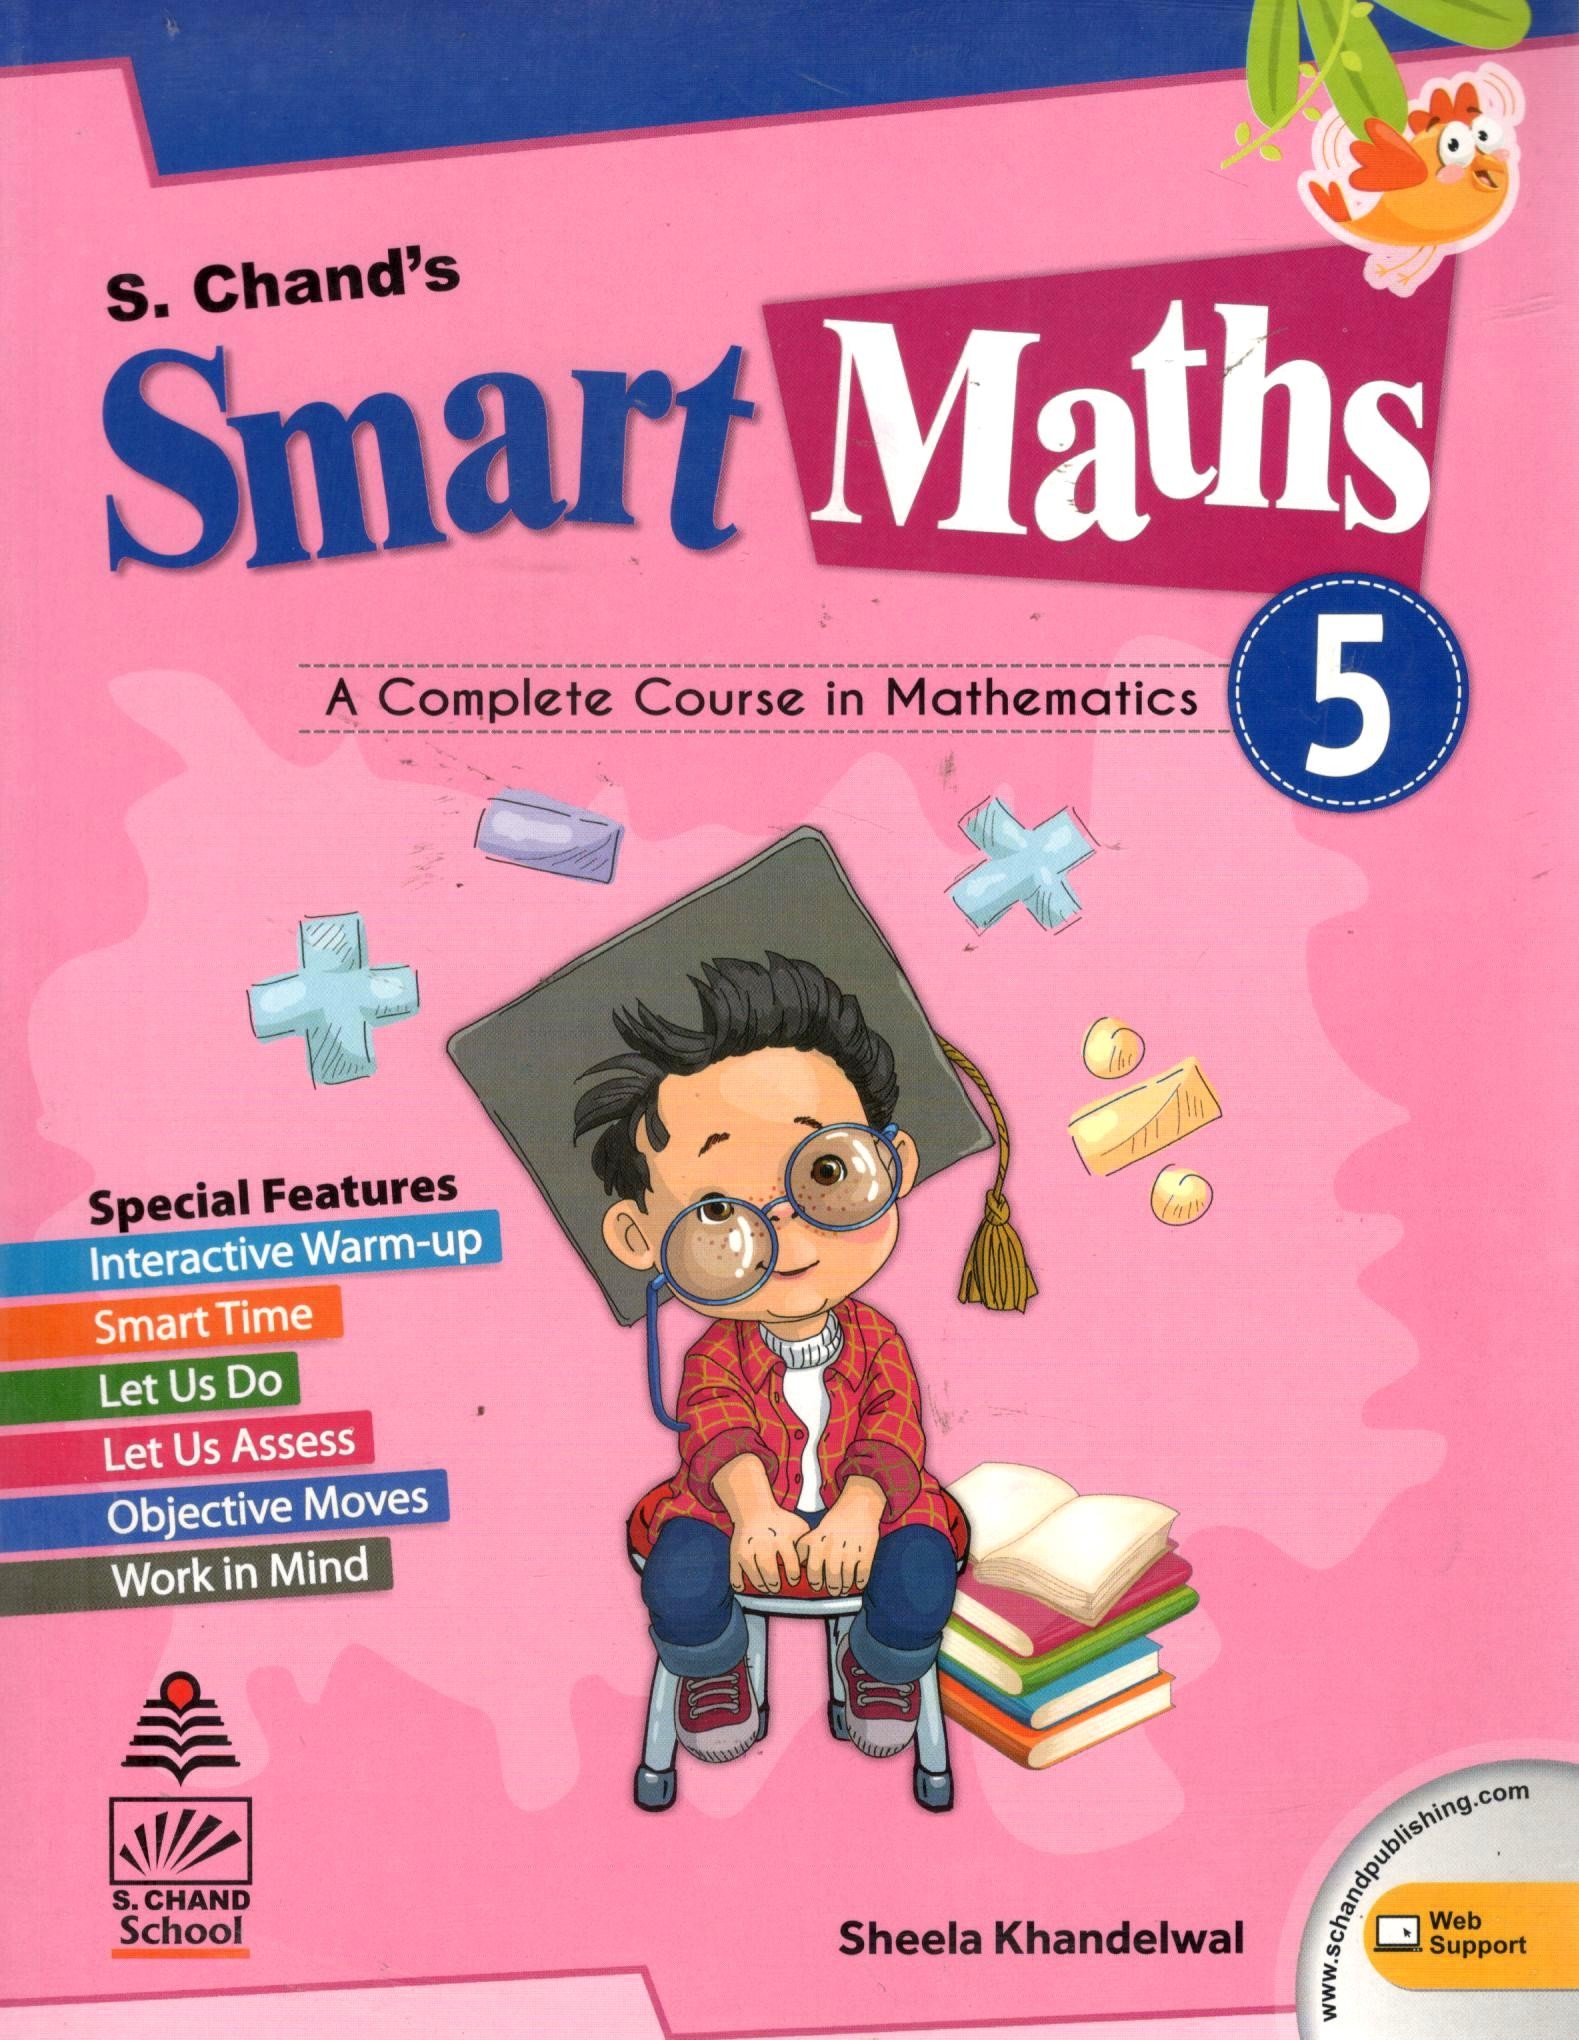 S. Chand's
Smart Maths
5
A Complete Course in Mathematics
Special Features
Interactive Warm-up
Smart Time
Let Us Do
Let Us Assess
Objective Moves
Work in Mind
S. CHAND
School
Sheela Khandelwal
www.schandpublishing.com
Web
Support